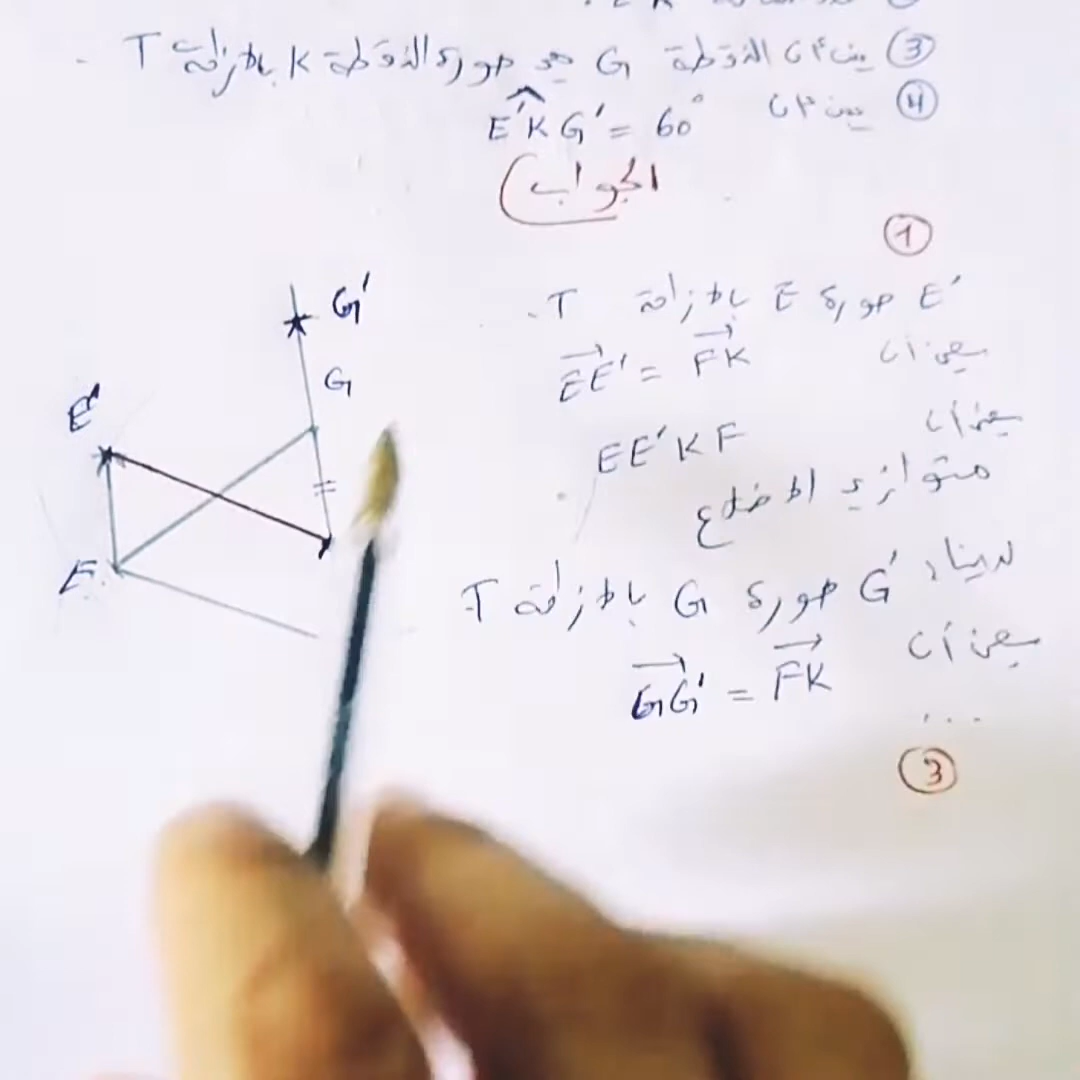 ③ بين أن النقطة G هي صورة النقطة K بالإزاحة T
④ بين أن
E'K̂G' = 60°
الجواب
①
E' صورة E بالإزاحة T.
يعني أن
EE'⃗ = FK⃗
يعني أن
EE'KF
متوازي الأضلاع
لدينا: G' صورة G بالإزاحة T
يعني أن
GG'⃗ = FK⃗
...
③
G'
G
E'